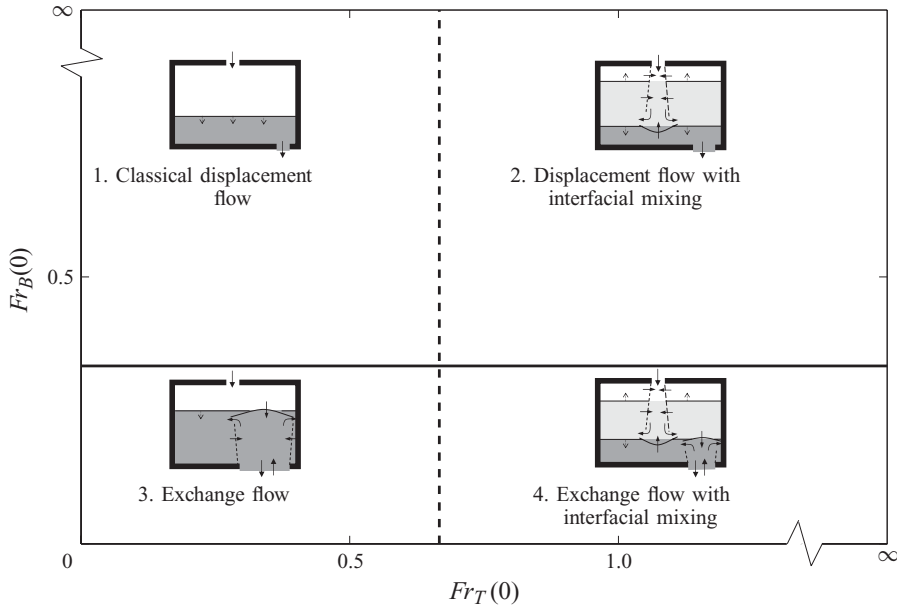 ∞
1. Classical displacement
flow
2. Displacement flow with
interfacial mixing
Fr_B(0)
0.5
3. Exchange flow
4. Exchange flow with
interfacial mixing
0
0.5
1.0
∞
Fr_T(0)